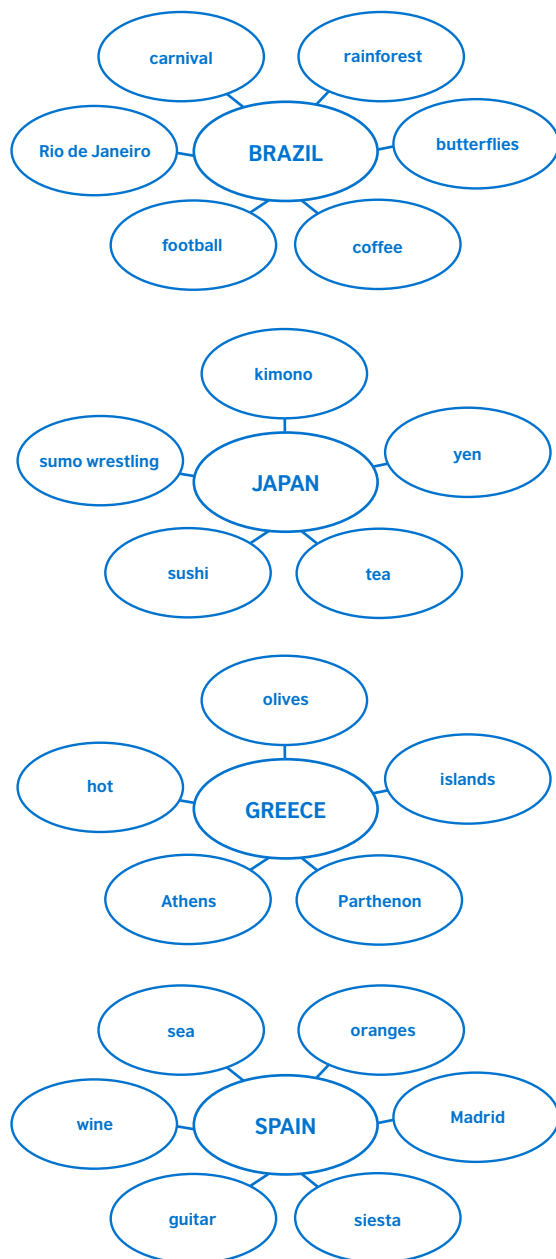 carnival
rainforest
Rio de Janeiro
BRAZIL
butterflies
football
coffee
kimono
sumo wrestling
yen
JAPAN
sushi
tea
olives
hot
islands
GREECE
Athens
Parthenon
sea
oranges
wine
SPAIN
Madrid
guitar
siesta